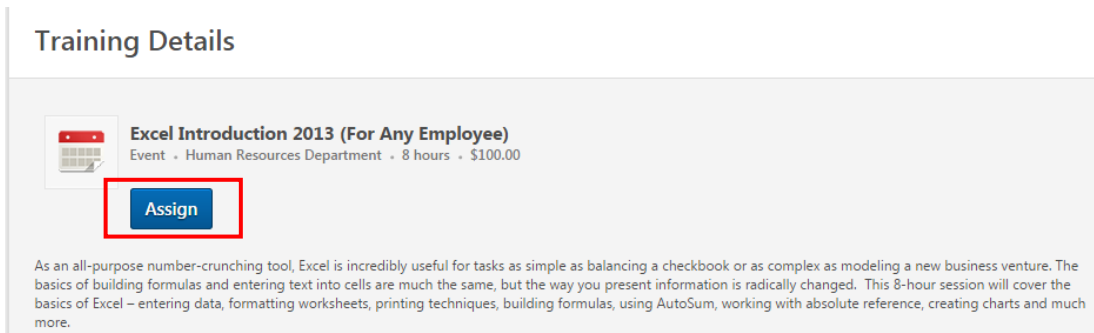 Training Details
Excel Introduction 2013 (For Any Employee)
Event • Human Resources Department • 8 hours • $100.00
Assign
As an all-purpose number-crunching tool, Excel is incredibly useful for tasks as simple as balancing a checkbook or as complex as modeling a new business venture. The
basics of building formulas and entering text into cells are much the same, but the way you present information is radically changed.  This 8-hour session will cover the
basics of Excel – entering data, formatting worksheets, printing techniques, building formulas, using AutoSum, working with absolute reference, creating charts and much
more.